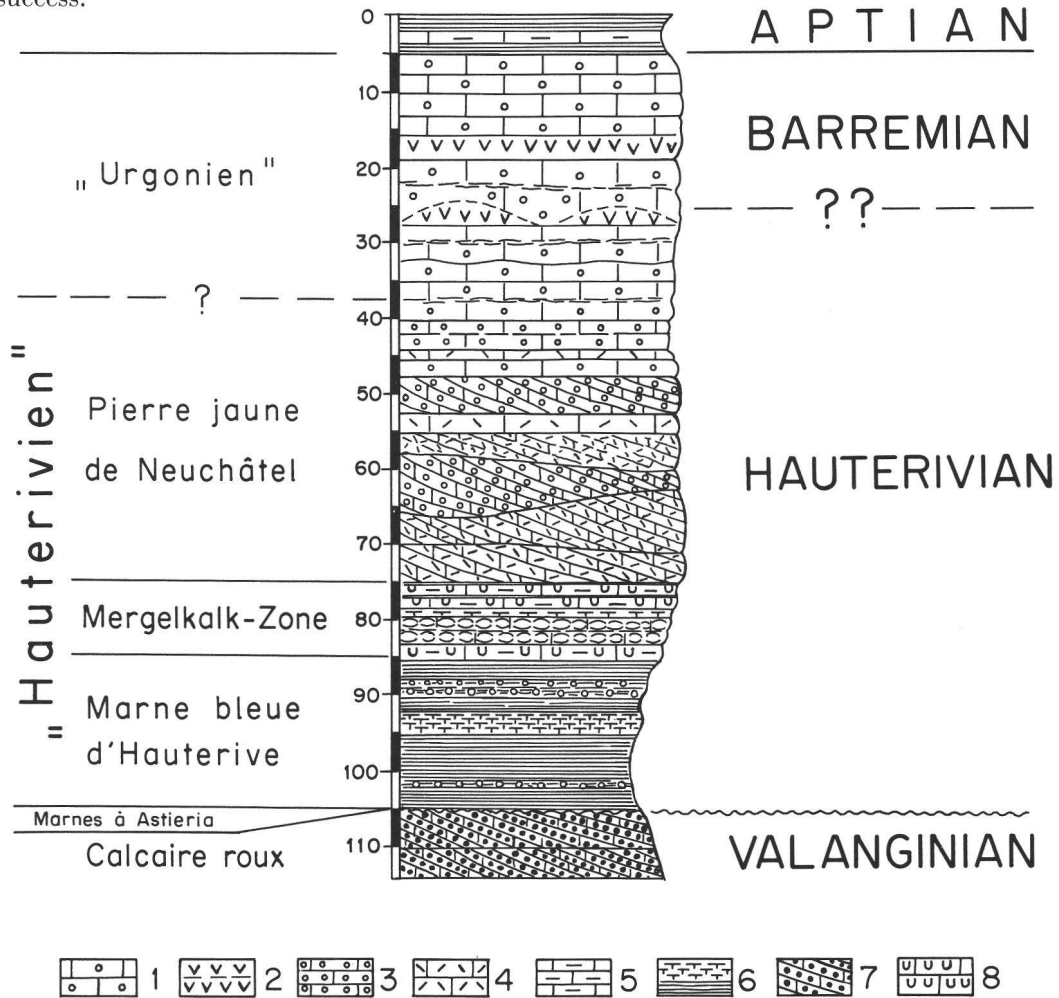 success.
0
APTIAN
10
BARREMIAN
„Urgonien"
20
??
30
?
40
"Hauterivien"
50
Pierre jaune
de Neuchâtel
60
HAUTERIVIAN
70
Mergelkalk-Zone
80
90
Marne bleue
d'Hauterive
100
Marnes à Astieria
Calcaire roux
110
VALANGINIAN
1 2 3 4 5 6 7 8